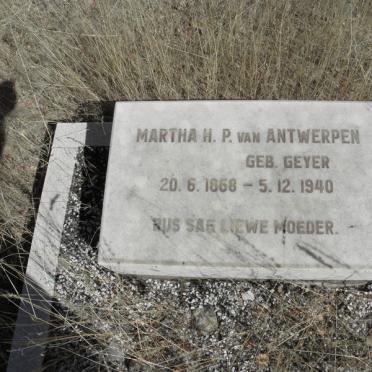 MARTHA H. P. VAN ANTWERPEN
GEB. GEYER
20. 6. 1868 - 5. 12. 1940
RUS SAG LIEWE MOEDER.